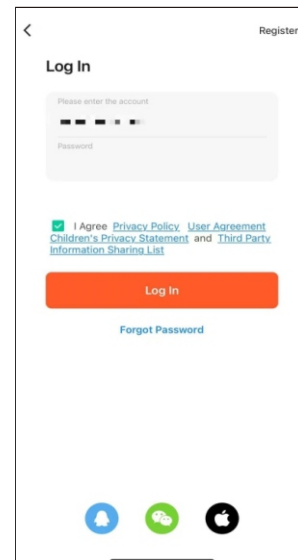 Register
Log In
Please enter the account
Password
I Agree Privacy Policy User Agreement
Children's Privacy Statement and Third Party
Information Sharing List
Log In
Forgot Password